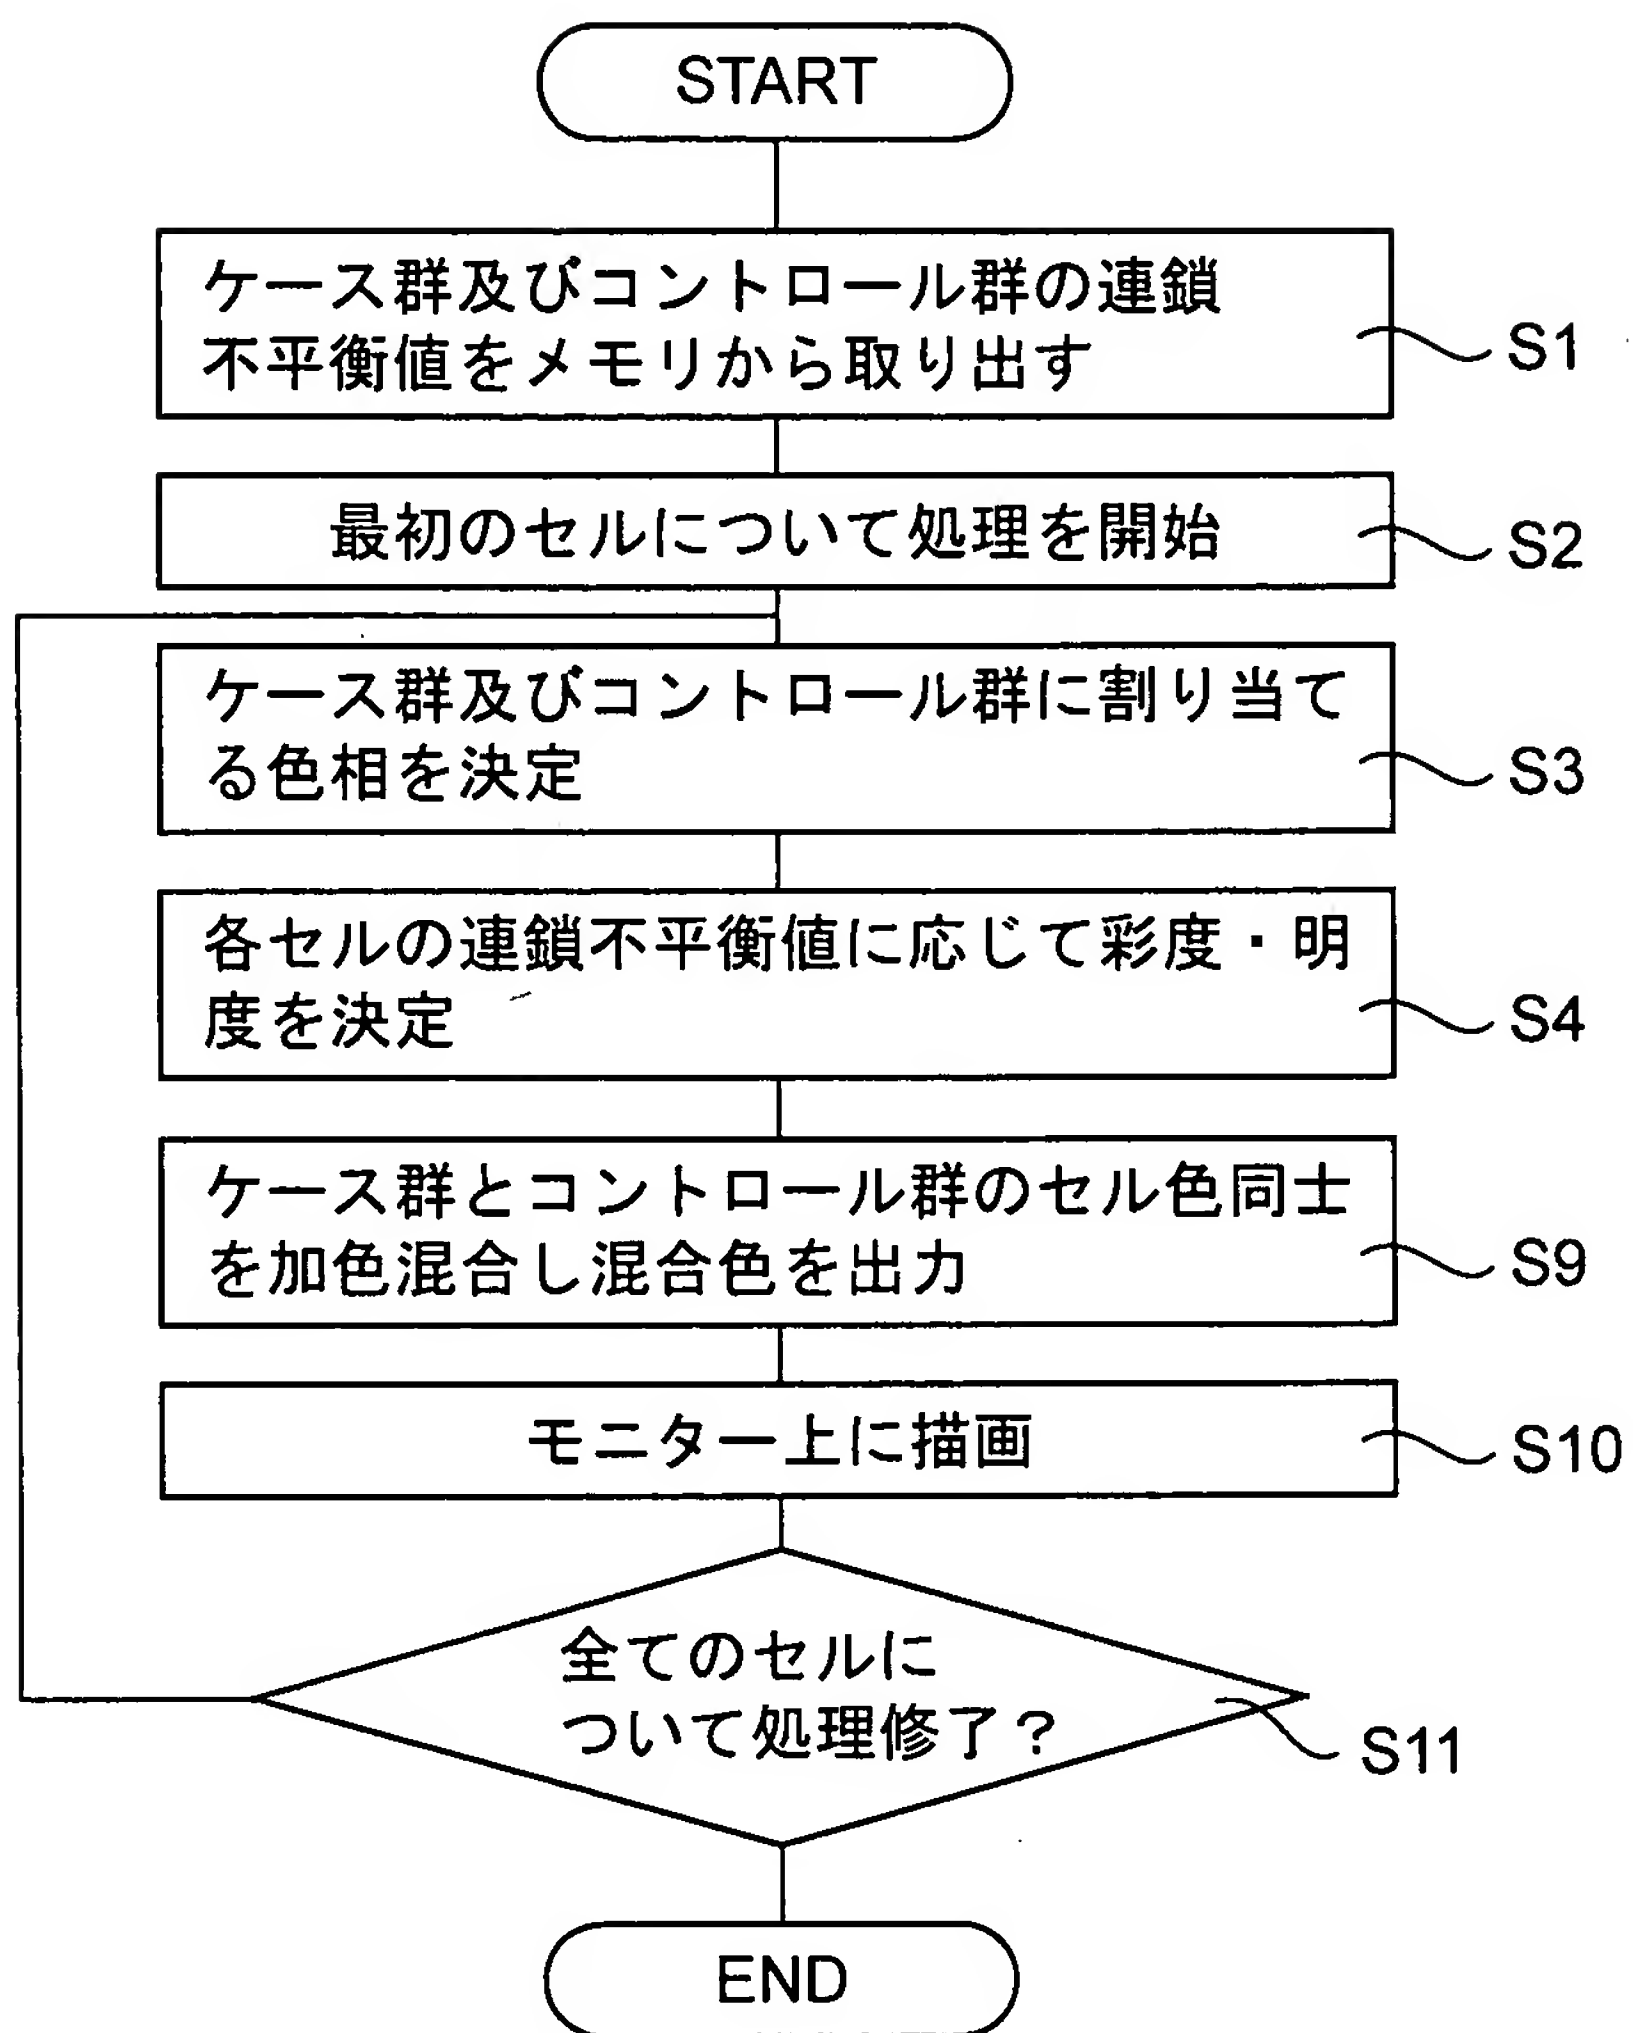 START
ケース群及びコントロール群の連鎖
不平衡値をメモリから取り出す
S1
最初のセルについて処理を開始
S2
ケース群及びコントロール群に割り当て
る色相を決定
S3
各セルの連鎖不平衡値に応じて彩度・明
度を決定
S4
ケース群とコントロール群のセル色同士
を加色混合し混合色を出力
S9
モニター上に描画
S10
全てのセルに
ついて処理修了?
S11
END